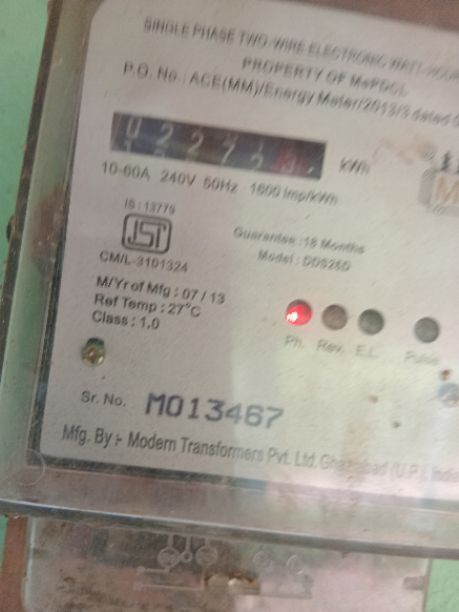 SINGLE PHASE TWO-WIRE ELECTRONIC WATT-HOUR
PROPERTY OF MePDCL
P.O. No.: ACE(MM)/Energy Meter/2013/3 dated
kWh
10-60A 240V 50Hz 1600 Imp/kWh
IS : 13779
CM/L-3101324
Guarantee : 18 Months
Model :
M/Yr of Mfg : 07 / 13
Ref Temp : 27°C
Class : 1.0
Ph. Rev. E.L. Pulse
Sr. No. M013467
Mfg. By :- Modern Transformers Pvt. Ltd. Ghaziabad (U.P.), India